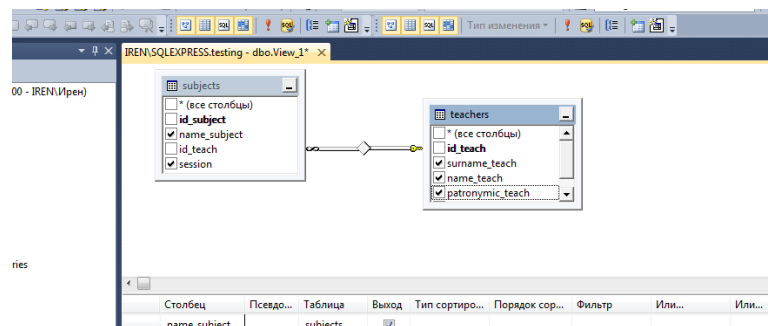 Тип изменения
IREN\SQLEXPRESS.testing - dbo.View_1*
00 - IREN\Ирен)
subjects
* (все столбцы)
id_subject
name_subject
id_teach
session
teachers
* (все столбцы)
id_teach
surname_teach
name_teach
patronymic_teach
ries
Столбец Псевдо... Таблица Выход Тип сортиро... Порядок сор... Фильтр Или... Или...
name_subject subjects